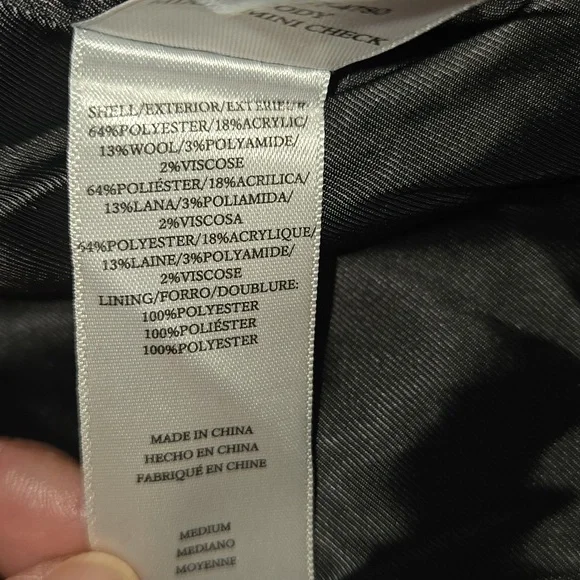 ODY
MINI CHECK
SHELL/EXTERIOR/EXTERIEUR
64%POLYESTER/18%ACRYLIC/
13%WOOL/3%POLYAMIDE/
2%VISCOSE
64%POLIÉSTER/18%ACRILICA/
13%LANA/3%POLIAMIDA/
2%VISCOSA
64%POLYESTER/18%ACRYLIQUE/
13%LAINE/3%POLYAMIDE/
2%VISCOSE
LINING/FORRO/DOUBLURE:
100%POLYESTER
100%POLIÉSTER
100%POLYESTER
MADE IN CHINA
HECHO EN CHINA
FABRIQUÉ EN CHINE
MEDIUM
MEDIANO
MOYENNE